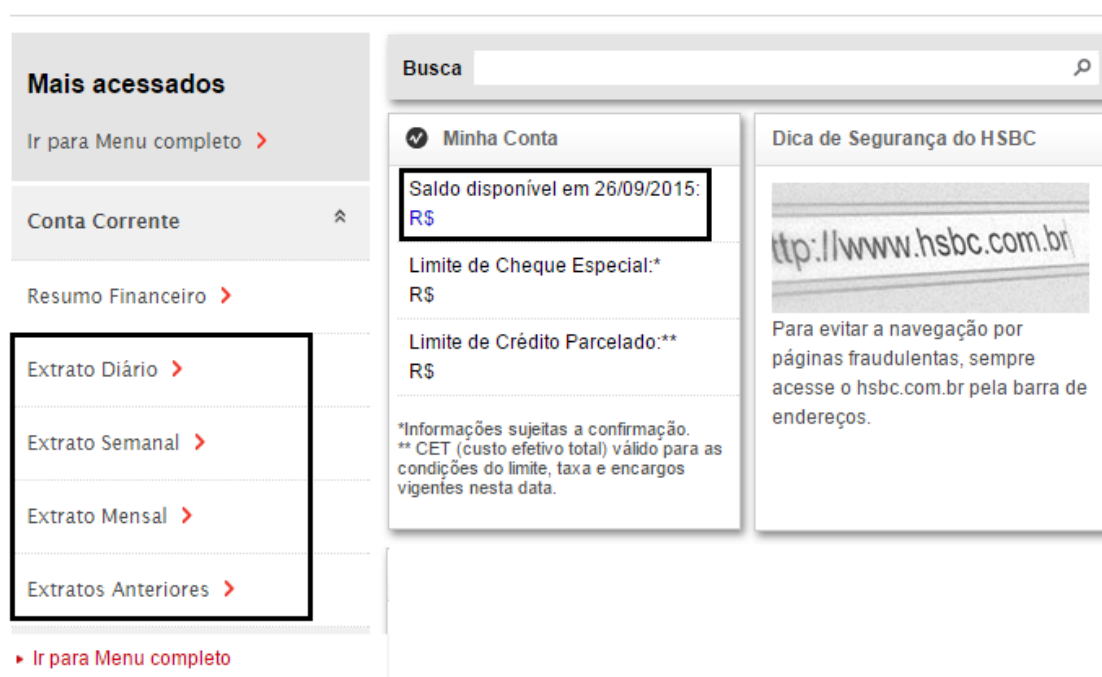 Mais acessados
Ir para Menu completo
Conta Corrente
Resumo Financeiro
Extrato Diário
Extrato Semanal
Extrato Mensal
Extratos Anteriores
Ir para Menu completo
Busca
Minha Conta
Saldo disponível em 26/09/2015:
R$
Limite de Cheque Especial:*
R$
Limite de Crédito Parcelado:**
R$
*Informações sujeitas a confirmação.
** CET (custo efetivo total) válido para as
condições do limite, taxa e encargos
vigentes nesta data.
Dica de Segurança do HSBC
ttp://www.hsbc.com.br
Para evitar a navegação por
páginas fraudulentas, sempre
acesse o hsbc.com.br pela barra de
endereços.